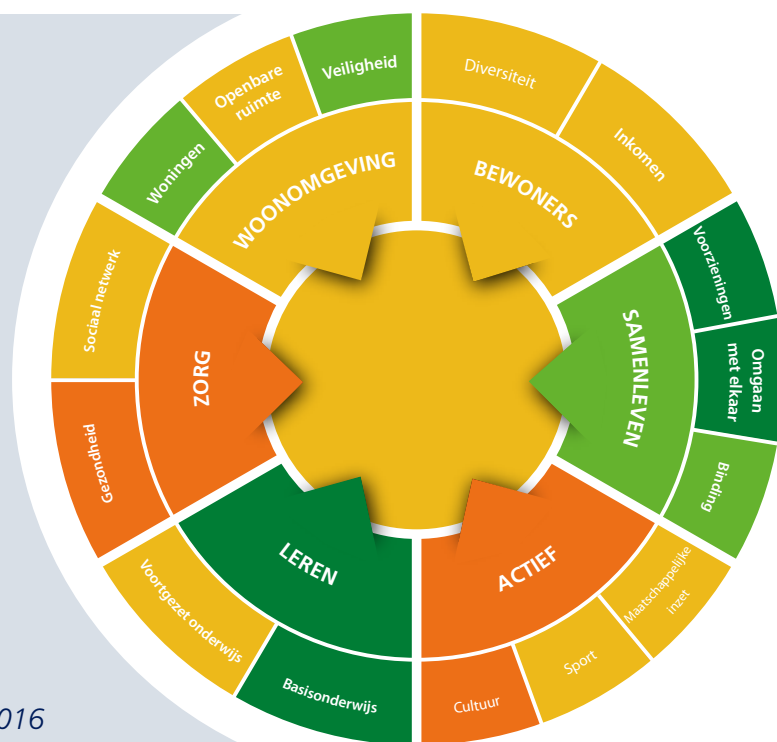 Veiligheid
Openbare
ruimte
Woningen
WOONOMGEVING
Diversiteit
Inkomen
BEWONERS
Voorzieningen
Omgaan
met elkaar
Binding
SAMENLEVEN
Maatschappelijke
inzet
Sport
Cultuur
ACTIEF
Basisonderwijs
Voortgezet onderwijs
LEREN
Gezondheid
Sociaal netwerk
ZORG
016